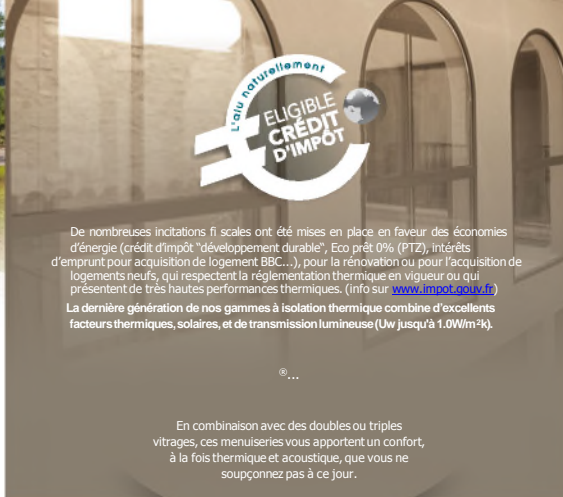 L'alu naturellement
ELIGIBLE
CRÉDIT
D'IMPÔT
De nombreuses incitations fi scales ont été mises en place en faveur des économies
d'énergie (crédit d'impôt "développement durable", Eco prêt 0% (PTZ), intérêts
d'emprunt pour acquisition de logement BBC...), pour la rénovation ou pour l'acquisition de
logements neufs, qui respectent la réglementation thermique en vigueur ou qui
présentent de très hautes performances thermiques. (info sur www.impot.gouv.fr)
La dernière génération de nos gammes à isolation thermique combine d'excellents
facteurs thermiques, solaires, et de transmission lumineuse (Uw jusqu'à 1.0W/m²k).
®...
En combinaison avec des doubles ou triples
vitrages, ces menuiseries vous apportent un confort,
à la fois thermique et acoustique, que vous ne
soupçonnez pas à ce jour.